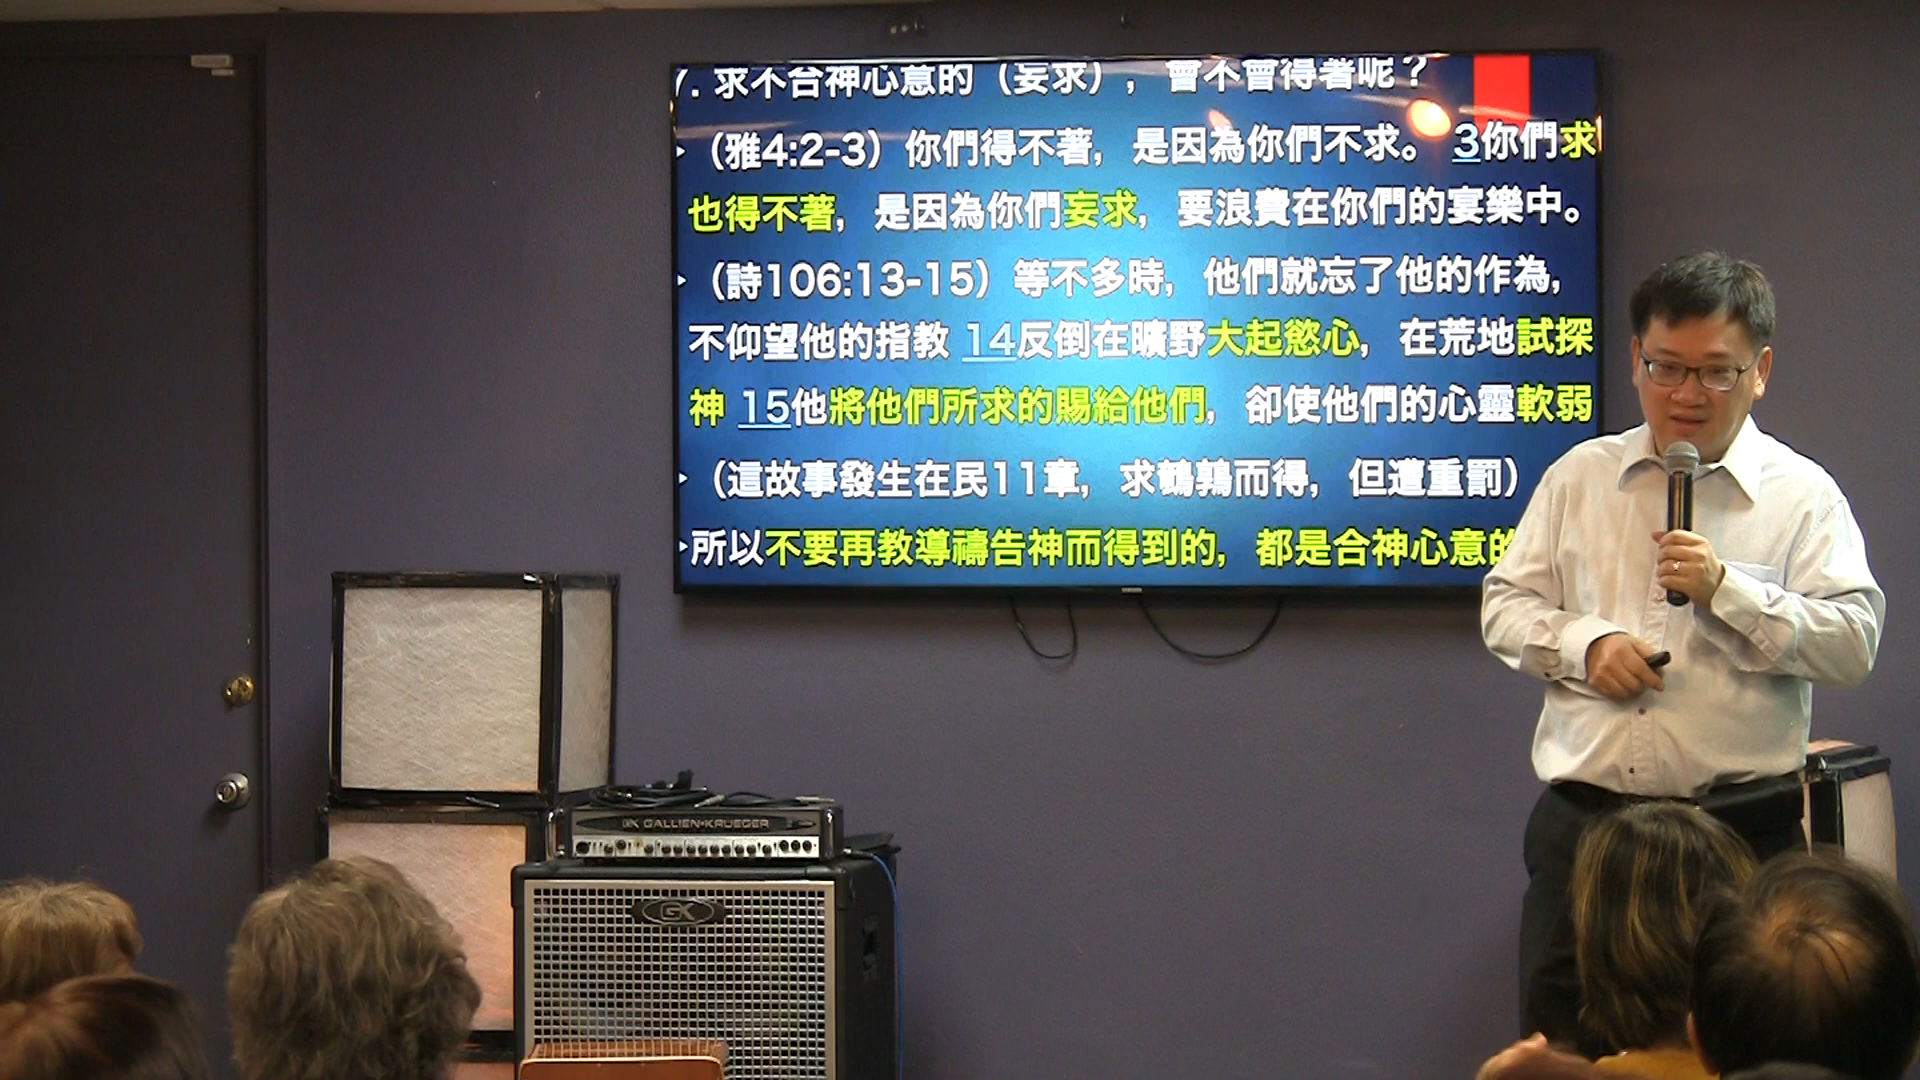 7. 求不合神心意的（妄求），會不會得著呢？
（雅4:2-3）你們得不著，是因為你們不求。 3你們求
也得不著，是因為你們妄求，要浪費在你們的宴樂中。
（詩106:13-15）等不多時，他們就忘了他的作為，
不仰望他的指教 14反倒在曠野大起慾心，在荒地試探
神 15他將他們所求的賜給他們，卻使他們的心靈軟弱
（這故事發生在民11章，求鵪鶉而得，但遭重罰）
所以不要再教導禱告神而得到的，都是合神心意的
GK GALLIEN-KRUEGER
GK